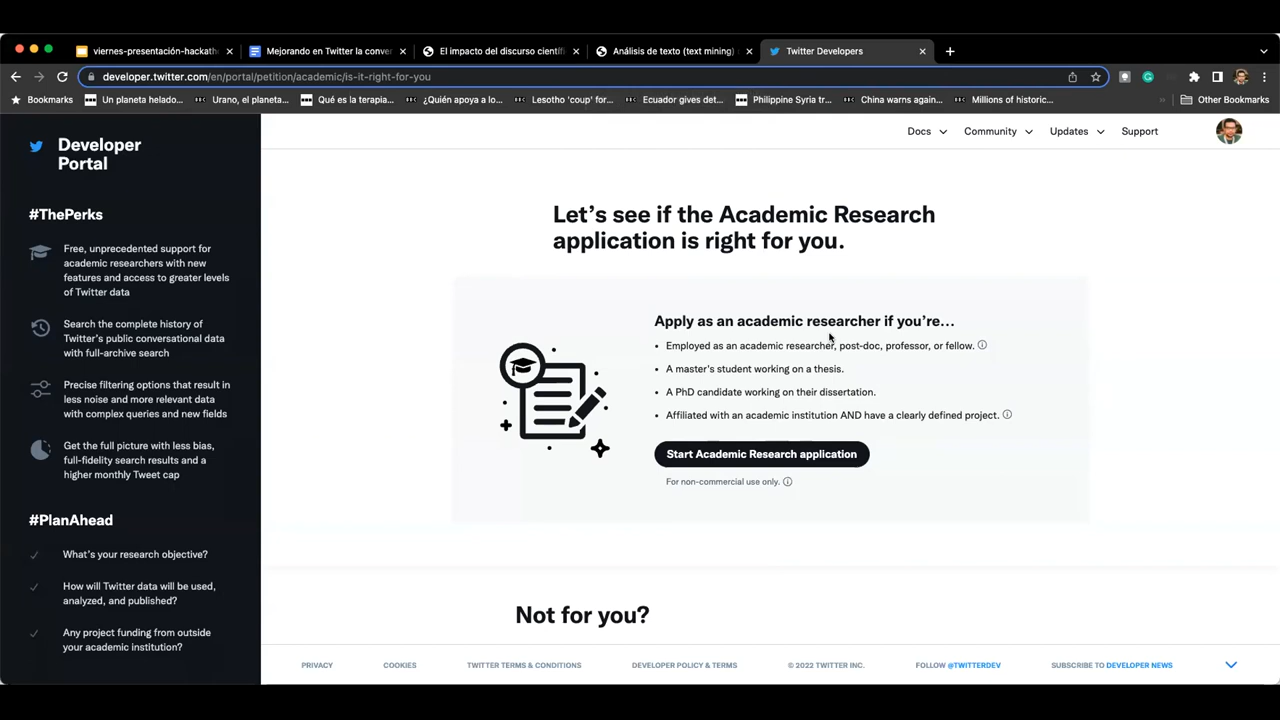 viernes-presentación-hackath
Mejorando en Twitter la conver
El impacto del discurso científi
Análisis de texto (text mining)
Twitter Developers
developer.twitter.com/en/portal/petition/academic/is-it-right-for-you
Bookmarks
Un planeta helado...
Urano, el planeta...
Qué es la terapia...
¿Quién apoya a lo...
Lesotho 'coup' for...
Ecuador gives det...
Philippine Syria tr...
China warns again...
Millions of historic...
Other Bookmarks
Developer
Portal
Docs
Community
Updates
Support
#ThePerks
Free, unprecedented support for
academic researchers with new
features and access to greater levels
of Twitter data
Search the complete history of
Twitter's public conversational data
with full-archive search
Precise filtering options that result in
less noise and more relevant data
with complex queries and new fields
Get the full picture with less bias,
full-fidelity search results and a
higher monthly Tweet cap
#PlanAhead
What's your research objective?
How will Twitter data will be used,
analyzed, and published?
Any project funding from outside
your academic institution?
Let's see if the Academic Research
application is right for you.
Apply as an academic researcher if you're...
• Employed as an academic researcher, post-doc, professor, or fellow.
• A master's student working on a thesis.
• A PhD candidate working on their dissertation.
• Affiliated with an academic institution AND have a clearly defined project.
Start Academic Research application
For non-commercial use only.
Not for you?
PRIVACY
COOKIES
TWITTER TERMS & CONDITIONS
DEVELOPER POLICY & TERMS
© 2022 TWITTER INC.
FOLLOW @TWITTERDEV
SUBSCRIBE TO DEVELOPER NEWS